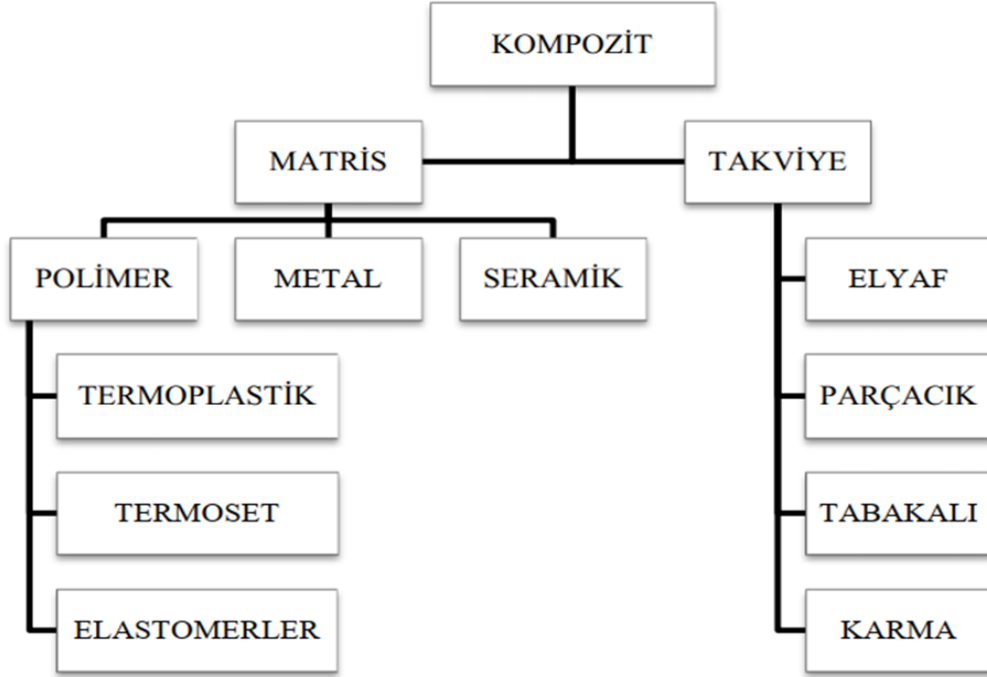 KOMPOZİT
MATRİS
TAKVİYE
POLİMER
METAL
SERAMİK
ELYAF
TERMOPLASTİK
PARÇACIK
TERMOSET
TABAKALI
ELASTOMERLER
KARMA